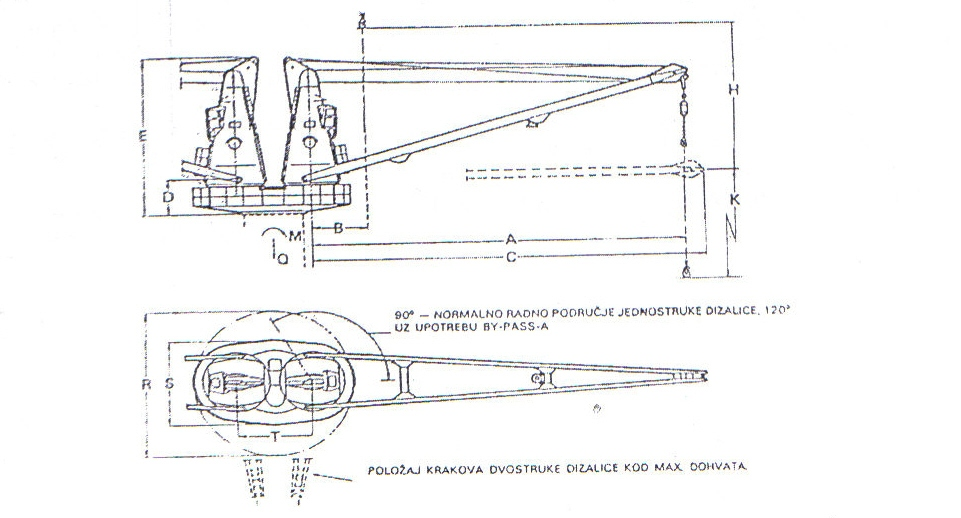 H
E
D
K
B
M
A
Q
C
90° — NORMALNO RADNO PODRUČJE JEDNOSTRUKE DIZALICE, 120°
UZ UPOTREBU BY-PASS-A
R S
T
POLOŽAJ KRAKOVA DVOSTRUKE DIZALICE KOD MAX. DOHVATA